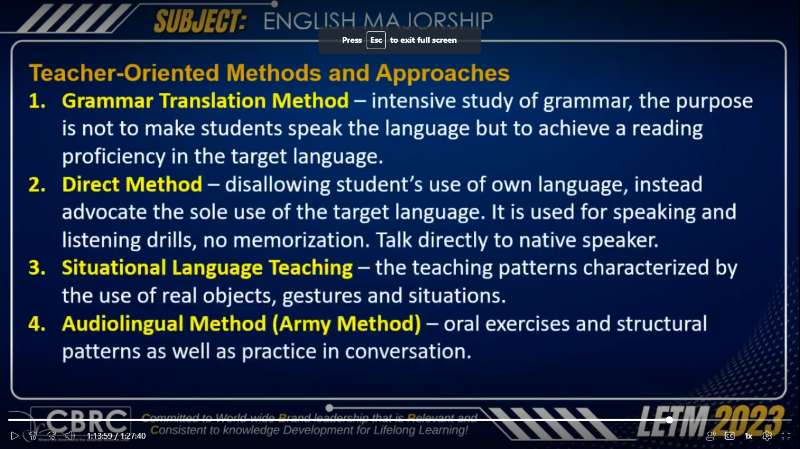 SUBJECT: ENGLISH MAJORSHIP
Press Esc to exit full screen
Teacher-Oriented Methods and Approaches
1. Grammar Translation Method – intensive study of grammar, the purpose
is not to make students speak the language but to achieve a reading
proficiency in the target language.
2. Direct Method – disallowing student’s use of own language, instead
advocate the sole use of the target language. It is used for speaking and
listening drills, no memorization. Talk directly to native speaker.
3. Situational Language Teaching – the teaching patterns characterized by
the use of real objects, gestures and situations.
4. Audiolingual Method (Army Method) – oral exercises and structural
patterns as well as practice in conversation.
CBRC
Committed to World-wide Brand leadership that is Relevant and
Consistent to knowledge Development for Lifelong Learning!
LETM 2023
1:13:59 / 1:27:40
1x